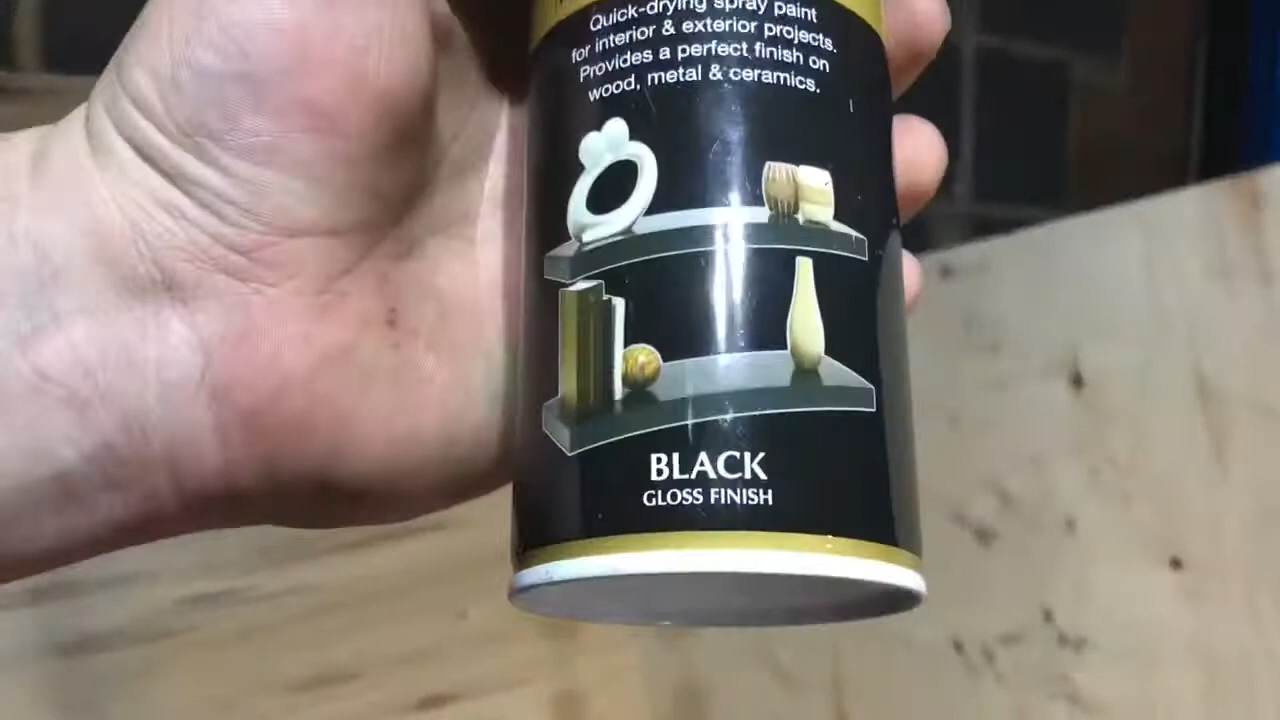 Quick-drying spray paint
for interior & exterior projects.
Provides a perfect finish on
wood, metal & ceramics.
BLACK
GLOSS FINISH